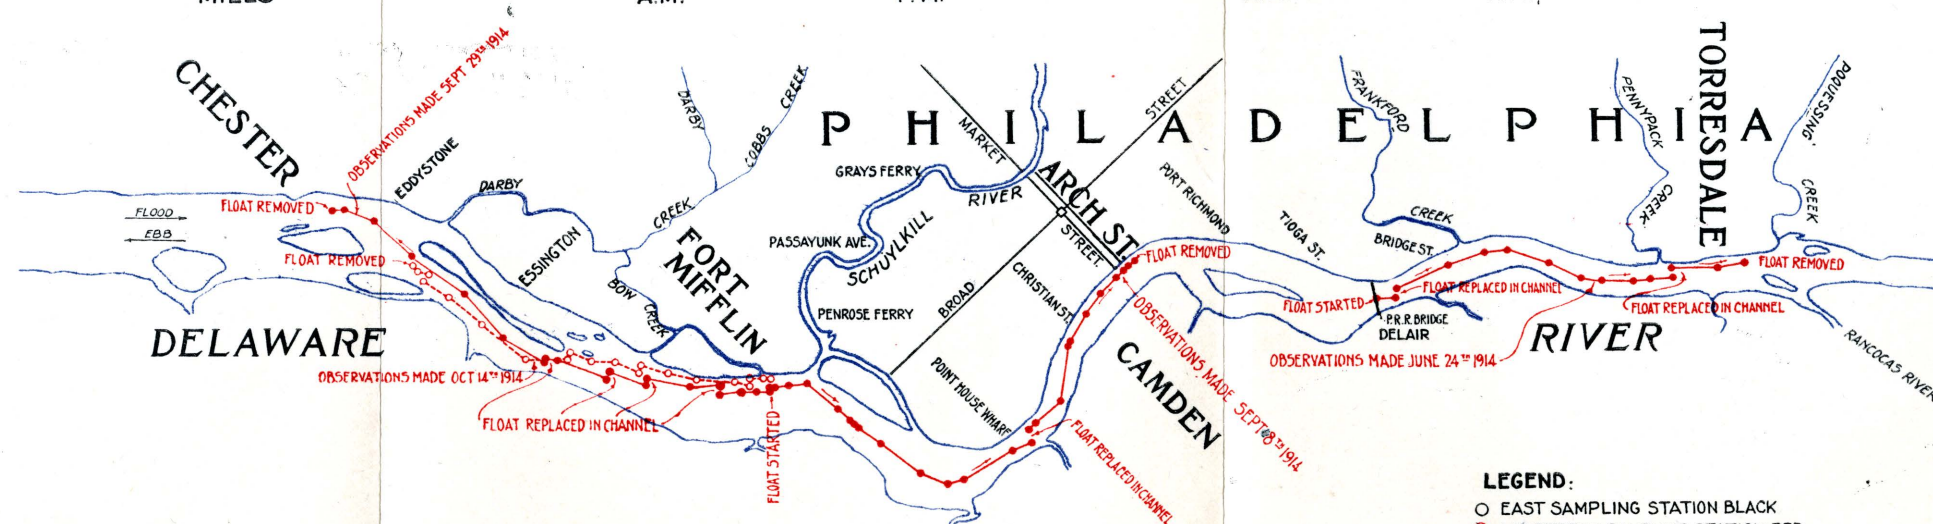 MILES
A.M.
P.M.
CHESTER
OBSERVATIONS MADE SEPT 29TH 1914
EDDYSTONE
FLOAT REMOVED
FLOOD
EBB
FLOAT REMOVED
DARBY
CREEK
ESSINGTON
DARBY
COBBS CREEK
FORT
MIFFLIN
BOW
CREEK
DELAWARE
OBSERVATIONS MADE OCT 14TH 1914
FLOAT REPLACED IN CHANNEL
FLOAT STARTED
PHILADELPHIA
GRAYS FERRY
PASSAYUNK AVE.
SCHUYLKILL
RIVER
PENROSE FERRY
MARKET
STREET.
ARCH ST.
BROAD
STREET
CHRISTIAN ST.
POINT HOUSE WHARF
FLOAT REPLACED IN CHANNEL
CAMDEN
OBSERVATIONS MADE SEPT 8TH 1914
FLOAT REMOVED
PORT RICHMOND
TIOGA ST.
FRANKFORD
CREEK
BRIDGE ST.
FLOAT STARTED
FLOAT REPLACED IN CHANNEL
P.R.R. BRIDGE
DELAIR
OBSERVATIONS MADE JUNE 24TH 1914
RIVER
PENNYPACK
CREEK
TORRESDALE
POQUESSING.
CREEK
FLOAT REMOVED
FLOAT REPLACED IN CHANNEL
RANCOCAS RIVER
LEGEND:
EAST SAMPLING STATION BLACK